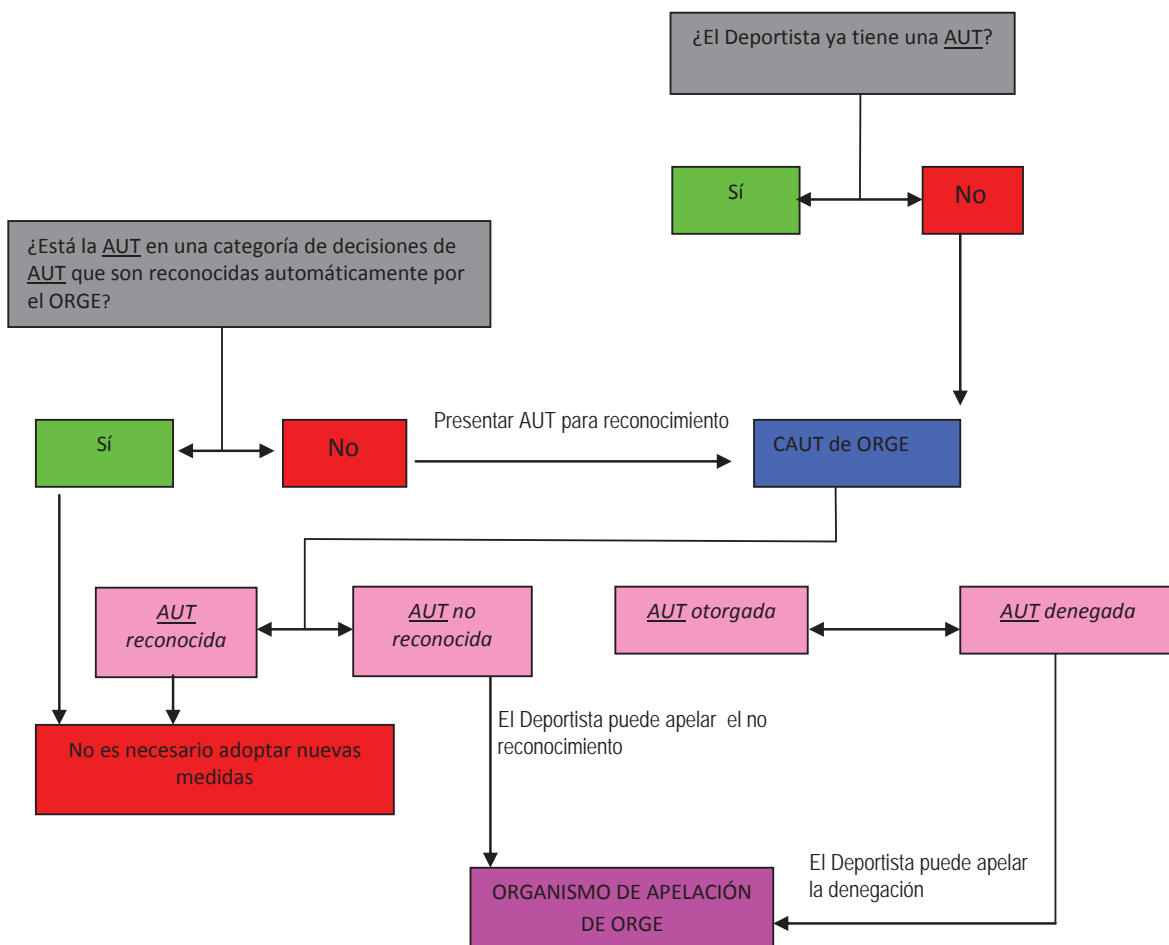 ¿El Deportista ya tiene una AUT?
Sí
No
¿Está la AUT en una categoría de decisiones de
AUT que son reconocidas automáticamente por
el ORGE?
Sí
No
Presentar AUT para reconocimiento
CAUT de ORGE
AUT
reconocida
AUT no
reconocida
AUT otorgada
AUT denegada
El Deportista puede apelar el no
reconocimiento
No es necesario adoptar nuevas
medidas
El Deportista puede apelar
la denegación
ORGANISMO DE APELACIÓN
DE ORGE